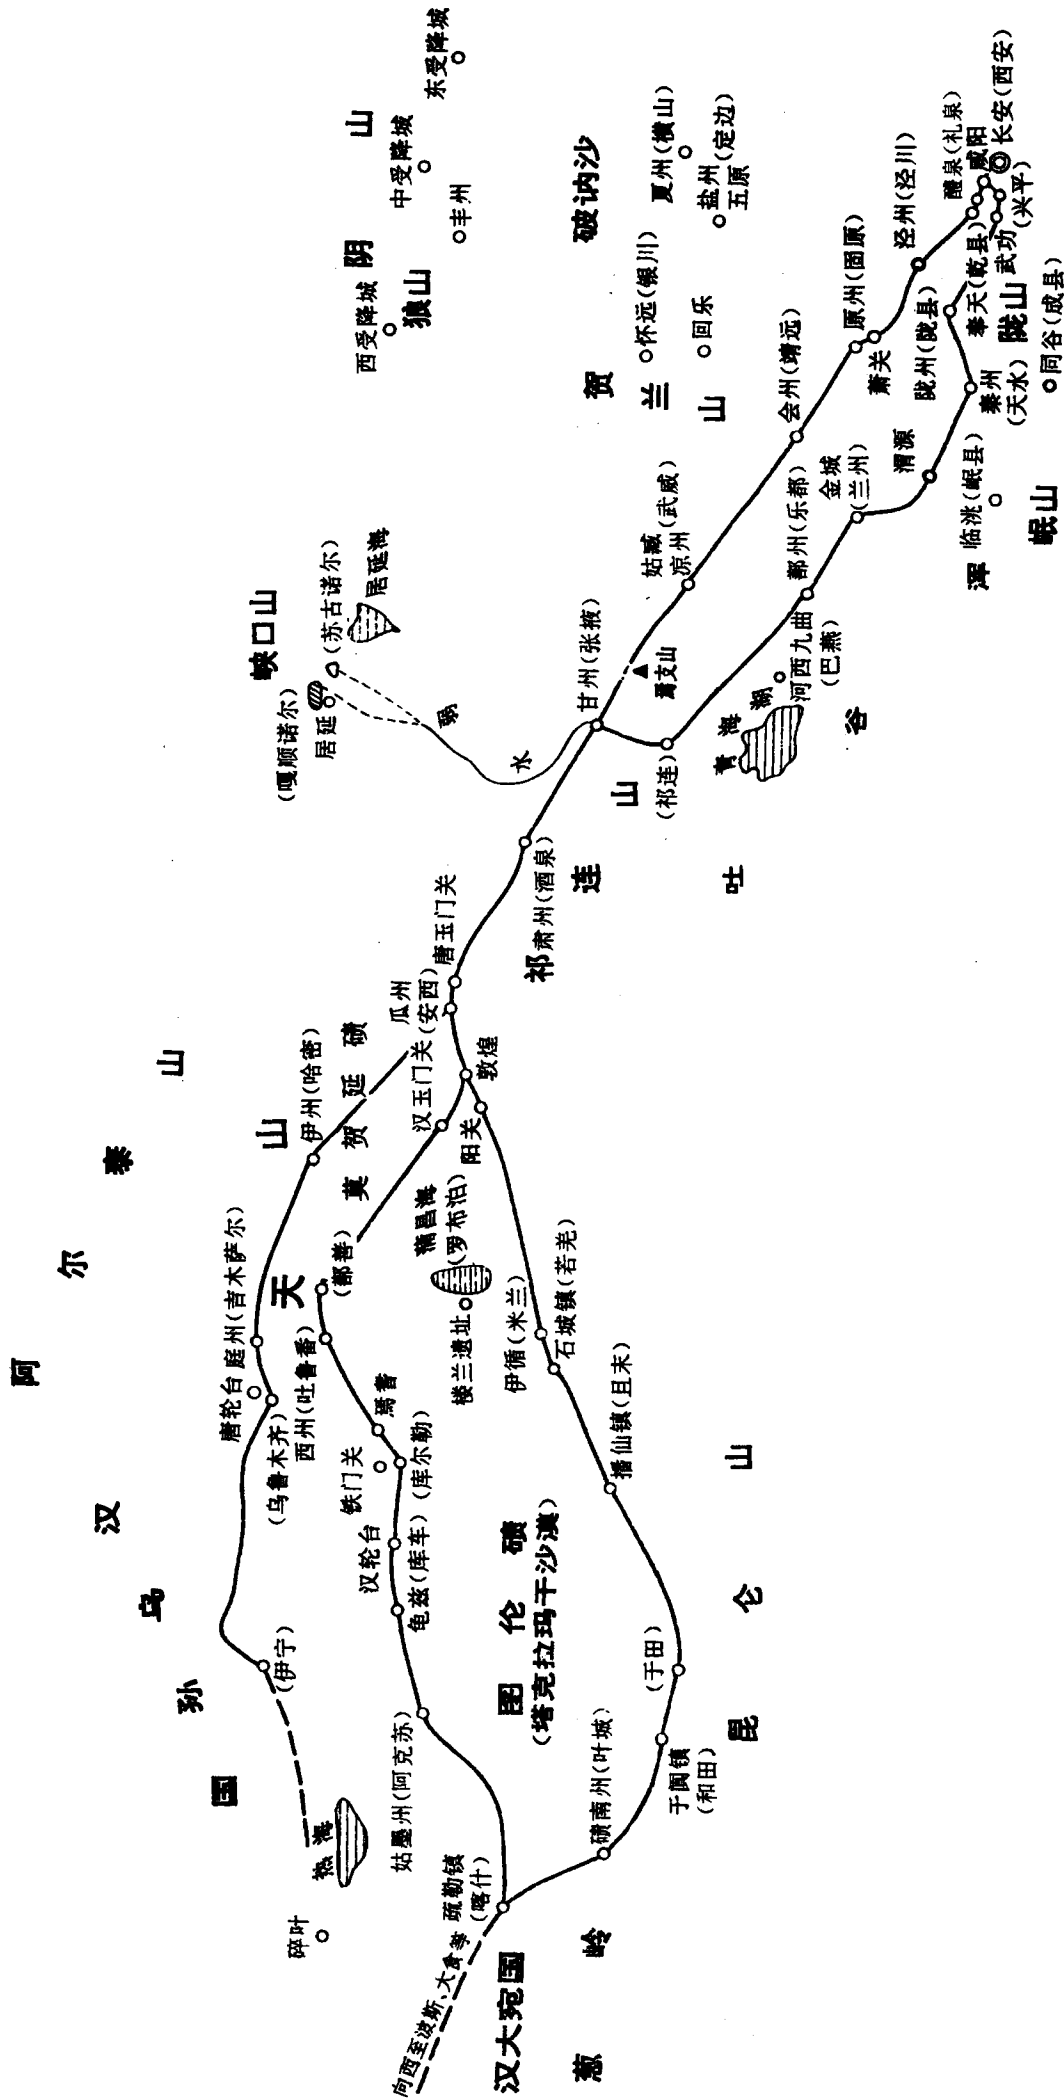 阿尔泰山
汉乌孙国
天山
唐轮台
庭州(吉木萨尔)
(乌鲁木齐)
(伊宁)
热海
碎叶
伊州(哈密)
莫贺延碛
西州(吐鲁番)
(鄯善)
焉耆
铁门关
(库尔勒)
汉轮台
龟兹(库车)
姑墨州(阿克苏)
疏勒镇
(喀什)
向西至波斯、大食等
汉大宛国
葱岭
图伦碛
(塔克拉玛干沙漠)
碛南州(叶城)
于阗镇
(和田)
(于田)
昆仑山
播仙镇(且末)
石城镇(若羌)
伊循(米兰)
楼兰遗址
蒲昌海
(罗布泊)
阳关
汉玉门关
敦煌
瓜州
(安西)
唐玉门关
肃州(酒泉)
祁连山
(祁连)
甘州(张掖)
弱水
峡口山
(嘎顺诺尔)
居延
(苏古诺尔)
居延海
焉支山
姑臧
凉州(武威)
青海湖
河西九曲
(巴燕)
吐谷浑
鄯州(乐都)
金城
(兰州)
渭源
临洮(岷县)
岷山
会州(靖远)
原州(固原)
萧关
泾州(泾川)
陇州(陇县)
秦州
(天水)
同谷(成县)
陇山
奉天(乾县)
武功
(兴平)
醴泉(礼泉)
咸阳
长安(西安)
贺兰山
怀远(银川)
回乐
破讷沙
夏州(横山)
盐州
五原(定边)
阴山
狼山
西受降城
中受降城
东受降城
丰州